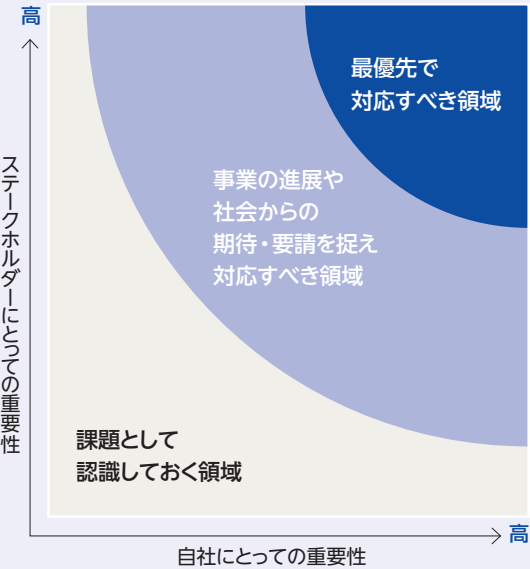 高
最優先で
対応すべき領域
事業の進展や
社会からの
期待・要請を捉え
対応すべき領域
ステークホルダーにとっての重要性
課題として
認識しておく領域
高
自社にとっての重要性